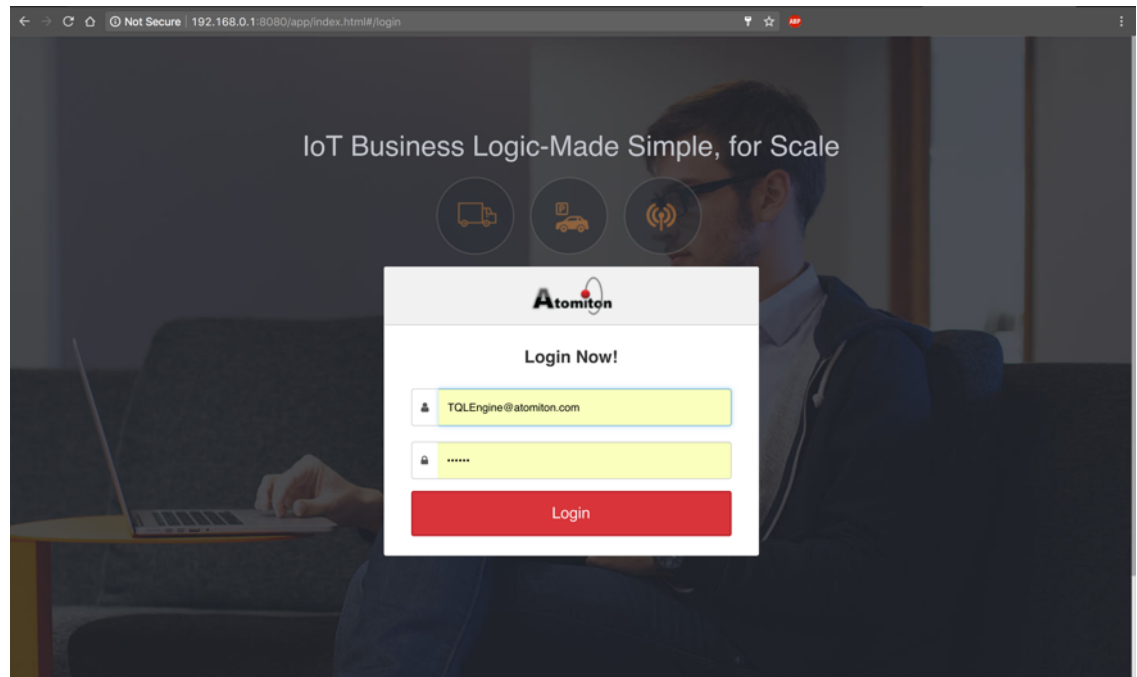 Not Secure | 192.168.0.1:8080/app/index.html#/login
ABP
IoT Business Logic-Made Simple, for Scale
P
Atomiton
Login Now!
TQLEngine@atomiton.com
••••••
Login